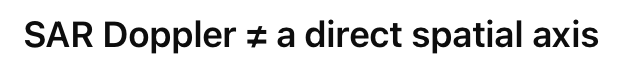 SAR Doppler ≠ a direct spatial axis